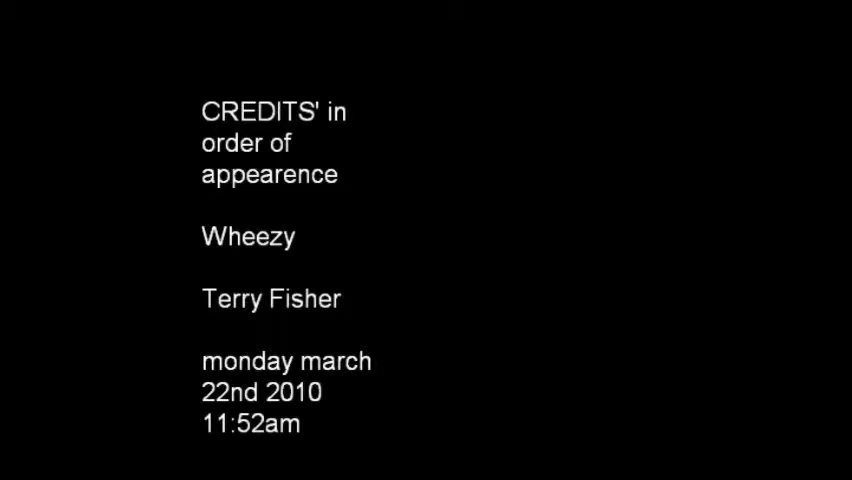 CREDITS' in
order of
appearence
Wheezy
Terry Fisher
monday march
22nd 2010
11:52am